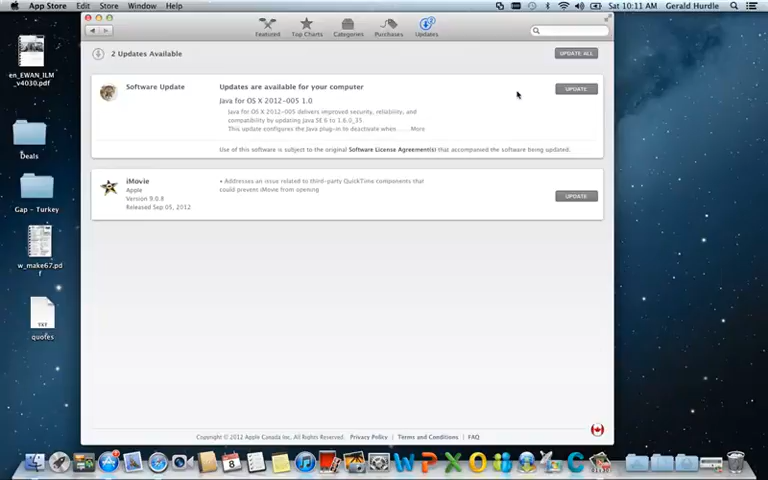 App Store Edit Store Window Help
Sat 10:11 AM Gerald Hurdle
Featured Top Charts Categories Purchases Updates
2 Updates Available
UPDATE ALL
Software Update
Updates are available for your computer
UPDATE
Java for OS X 2012-005 1.0
Java for OS X 2012-005 delivers improved security, reliability, and
compatibility by updating Java SE 6 to 1.6.0_35.
This update configures the Java plug-in to deactivate when ... ...More
Use of this software is subject to the original Software License Agreement(s) that accompanied the software being updated.
iMovie
Apple
Version 9.0.8
Released Sep 05, 2012
• Addresses an issue related to third-party QuickTime components that
could prevent iMovie from opening
UPDATE
Copyright © 2012 Apple Canada Inc. All Rights Reserved. Privacy Policy | Terms and Conditions | FAQ
en_EWAN_ILM
_v4030.pdf
Deals
Gap - Turkey
w_make67.pd
f
TXT
quotes
8